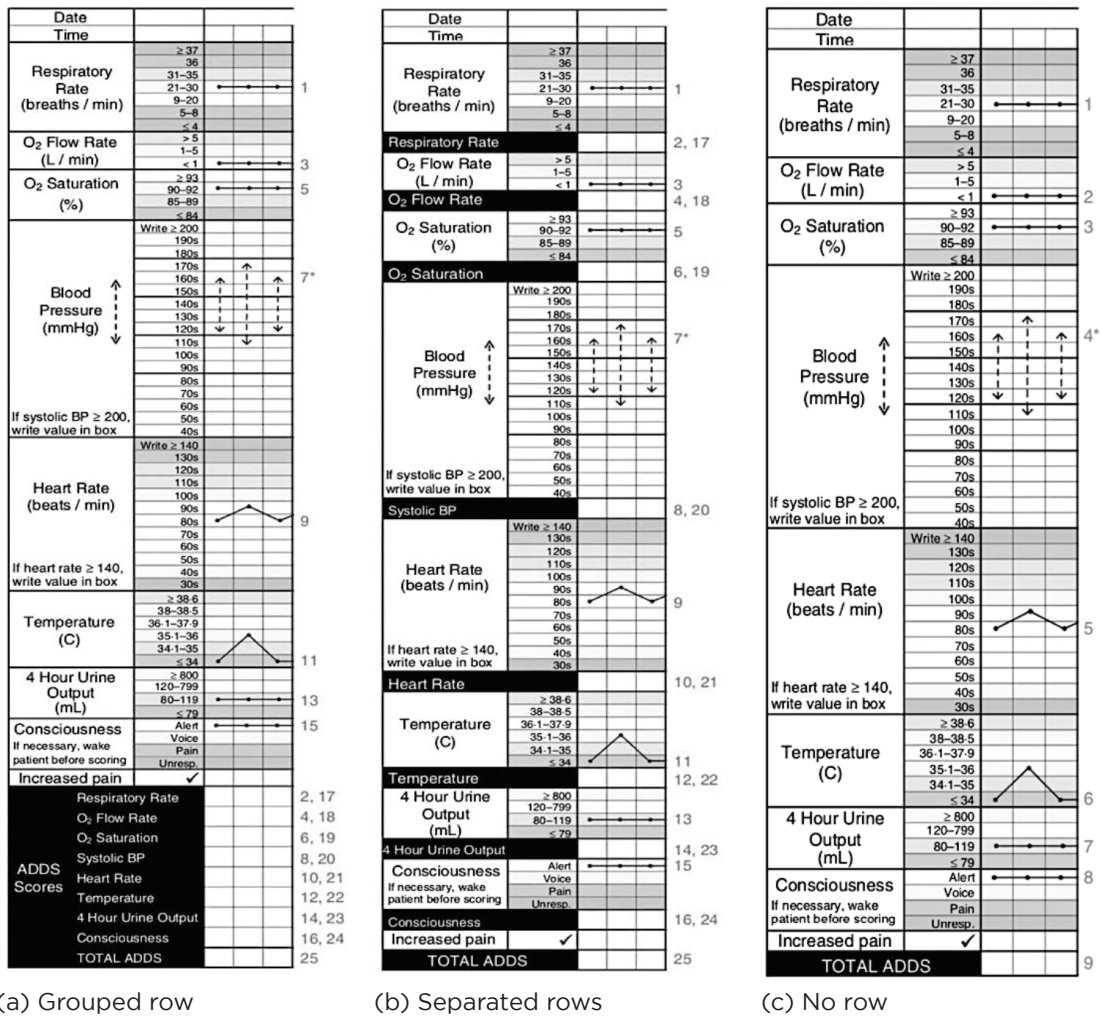 Date
Time
Respiratory
Rate
(breaths / min)
≥ 37
36
31–35
21–30
9–20
5–8
≤ 4
1
O₂ Flow Rate
(L / min)
> 5
1–5
< 1
3
O₂ Saturation
(%)
≥ 93
90–92
85–89
≤ 84
5
Blood
Pressure
(mmHg)
If systolic BP ≥ 200,
write value in box
Write ≥ 200
190s
180s
170s
160s
150s
140s
130s
120s
110s
100s
90s
80s
70s
60s
50s
40s
7*
Heart Rate
(beats / min)
If heart rate ≥ 140,
write value in box
Write ≥ 140
130s
120s
110s
100s
90s
80s
70s
60s
50s
40s
30s
9
Temperature
(C)
≥ 38·6
38–38·5
36·1–37·9
35·1–36
34·1–35
≤ 34
11
4 Hour Urine
Output
(mL)
≥ 800
120–799
80–119
≤ 79
13
Consciousness
If necessary, wake
patient before scoring
Alert
Voice
Pain
Unresp.
15
Increased pain ✓
ADDS
Scores
Respiratory Rate 2, 17
O₂ Flow Rate 4, 18
O₂ Saturation 6, 19
Systolic BP 8, 20
Heart Rate 10, 21
Temperature 12, 22
4 Hour Urine Output 14, 23
Consciousness 16, 24
TOTAL ADDS 25
(a) Grouped row
Date
Time
Respiratory
Rate
(breaths / min)
≥ 37
36
31–35
21–30
9–20
5–8
≤ 4
1
Respiratory Rate 2, 17
O₂ Flow Rate
(L / min)
> 5
1–5
< 1
3
O₂ Flow Rate 4, 18
O₂ Saturation
(%)
≥ 93
90–92
85–89
≤ 84
5
O₂ Saturation 6, 19
Blood
Pressure
(mmHg)
If systolic BP ≥ 200,
write value in box
Write ≥ 200
190s
180s
170s
160s
150s
140s
130s
120s
110s
100s
90s
80s
70s
60s
50s
40s
7*
Systolic BP 8, 20
Heart Rate
(beats / min)
If heart rate ≥ 140,
write value in box
Write ≥ 140
130s
120s
110s
100s
90s
80s
70s
60s
50s
40s
30s
9
Heart Rate 10, 21
Temperature
(C)
≥ 38·6
38–38·5
36·1–37·9
35·1–36
34·1–35
≤ 34
11
Temperature 12, 22
4 Hour Urine
Output
(mL)
≥ 800
120–799
80–119
≤ 79
13
4 Hour Urine Output 14, 23
Consciousness
If necessary, wake
patient before scoring
Alert
Voice
Pain
Unresp.
15
Consciousness 16, 24
Increased pain ✓
TOTAL ADDS 25
(b) Separated rows
Date
Time
Respiratory
Rate
(breaths / min)
≥ 37
36
31–35
21–30
9–20
5–8
≤ 4
1
O₂ Flow Rate
(L / min)
> 5
1–5
< 1
2
O₂ Saturation
(%)
≥ 93
90–92
85–89
≤ 84
3
Blood
Pressure
(mmHg)
If systolic BP ≥ 200,
write value in box
Write ≥ 200
190s
180s
170s
160s
150s
140s
130s
120s
110s
100s
90s
80s
70s
60s
50s
40s
4*
Heart Rate
(beats / min)
If heart rate ≥ 140,
write value in box
Write ≥ 140
130s
120s
110s
100s
90s
80s
70s
60s
50s
40s
30s
5
Temperature
(C)
≥ 38·6
38–38·5
36·1–37·9
35·1–36
34·1–35
≤ 34
6
4 Hour Urine
Output
(mL)
≥ 800
120–799
80–119
≤ 79
7
Consciousness
If necessary, wake
patient before scoring
Alert
Voice
Pain
Unresp.
8
Increased pain ✓
TOTAL ADDS 9
(c) No row